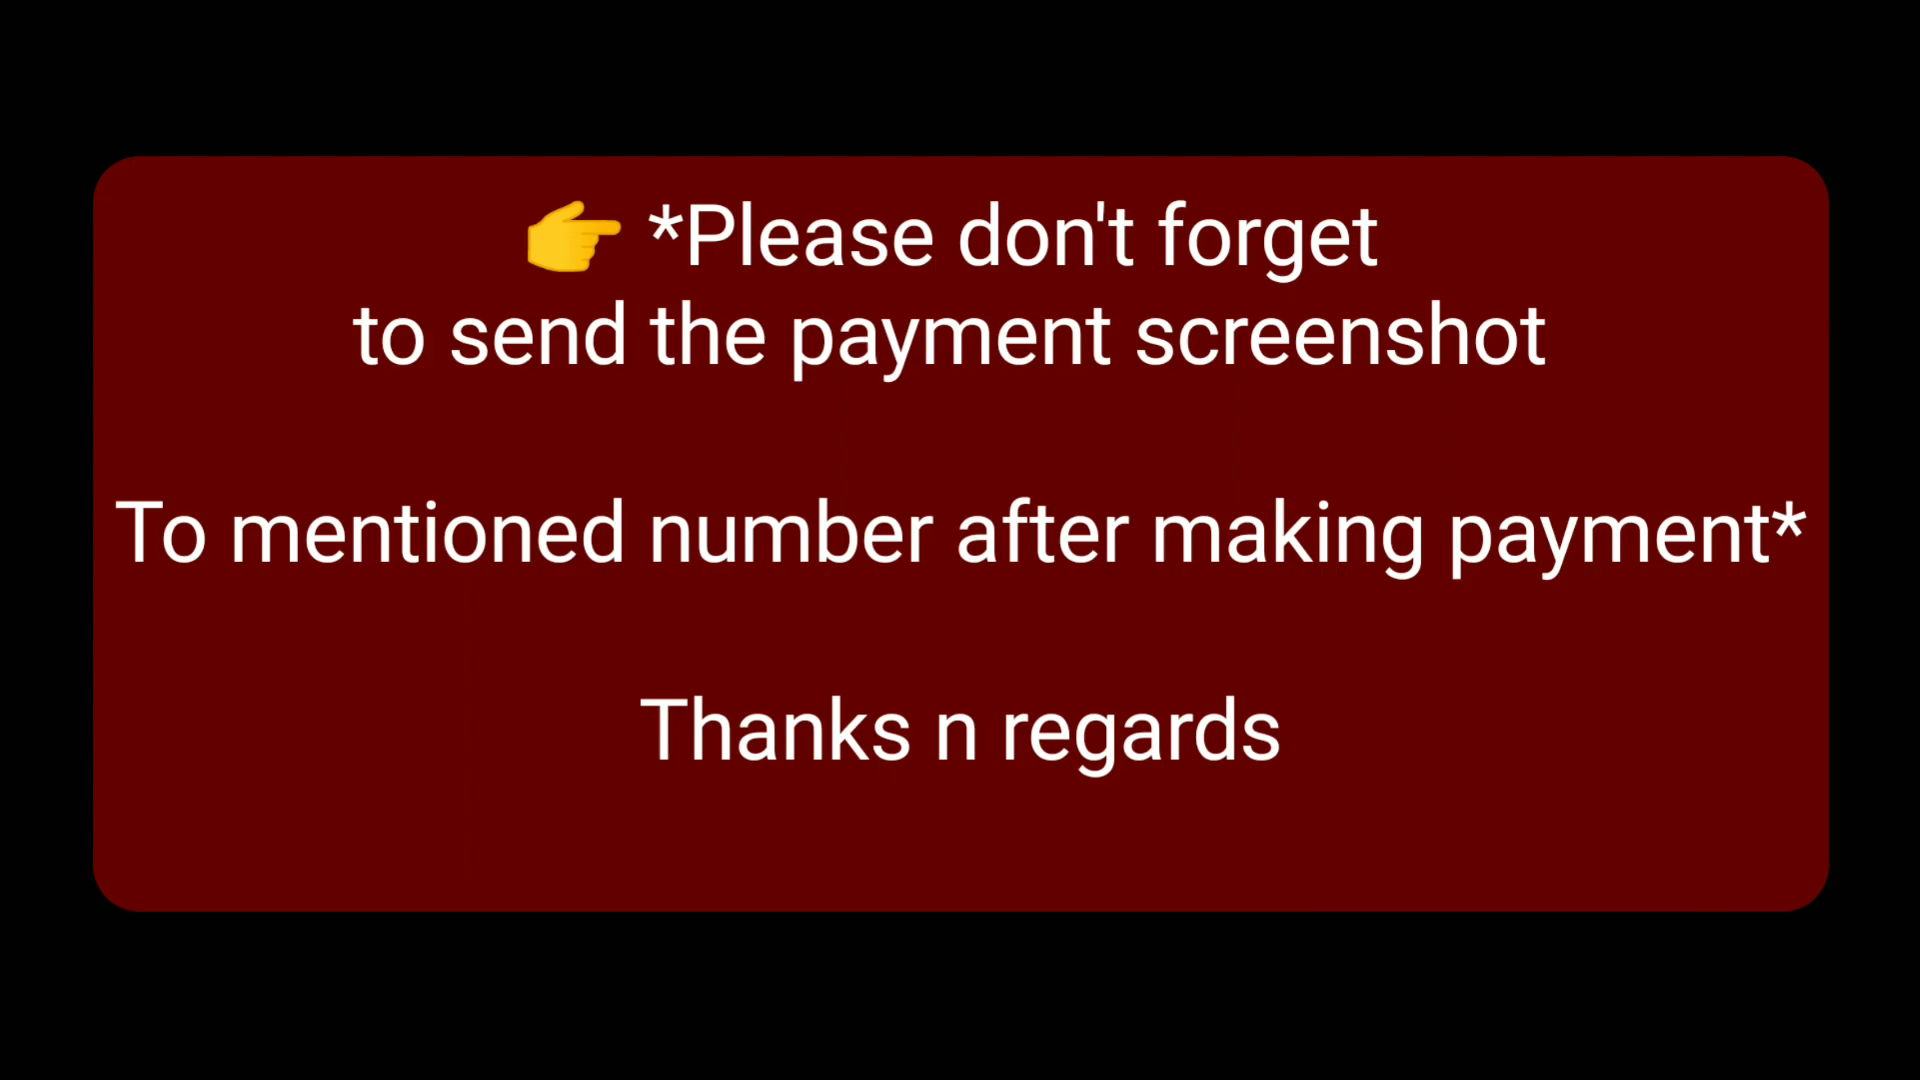 👉 *Please don't forget
to send the payment screenshot
To mentioned number after making payment*
Thanks n regards